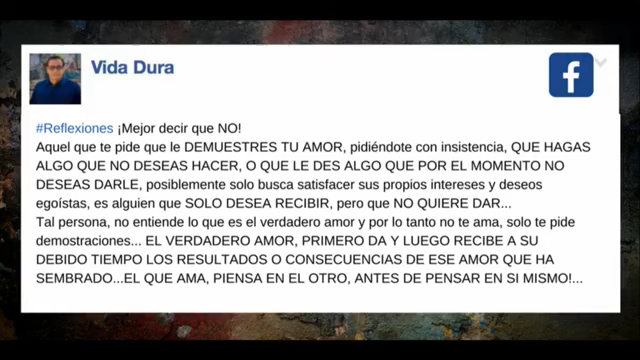 Vida Dura
f
#Reflexiones ¡Mejor decir que NO!
Aquel que te pide que le DEMUESTRES TU AMOR, pidiéndote con insistencia, QUE HAGAS
ALGO QUE NO DESEAS HACER, O QUE LE DES ALGO QUE POR EL MOMENTO NO
DESEAS DARLE, posiblemente solo busca satisfacer sus propios intereses y deseos
egoístas, es alguien que SOLO DESEA RECIBIR, pero que NO QUIERE DAR...
Tal persona, no entiende lo que es el verdadero amor y por lo tanto no te ama, solo te pide
demostraciones... EL VERDADERO AMOR, PRIMERO DA Y LUEGO RECIBE A SU
DEBIDO TIEMPO LOS RESULTADOS O CONSECUENCIAS DE ESE AMOR QUE HA
SEMBRADO...EL QUE AMA, PIENSA EN EL OTRO, ANTES DE PENSAR EN SI MISMO!...